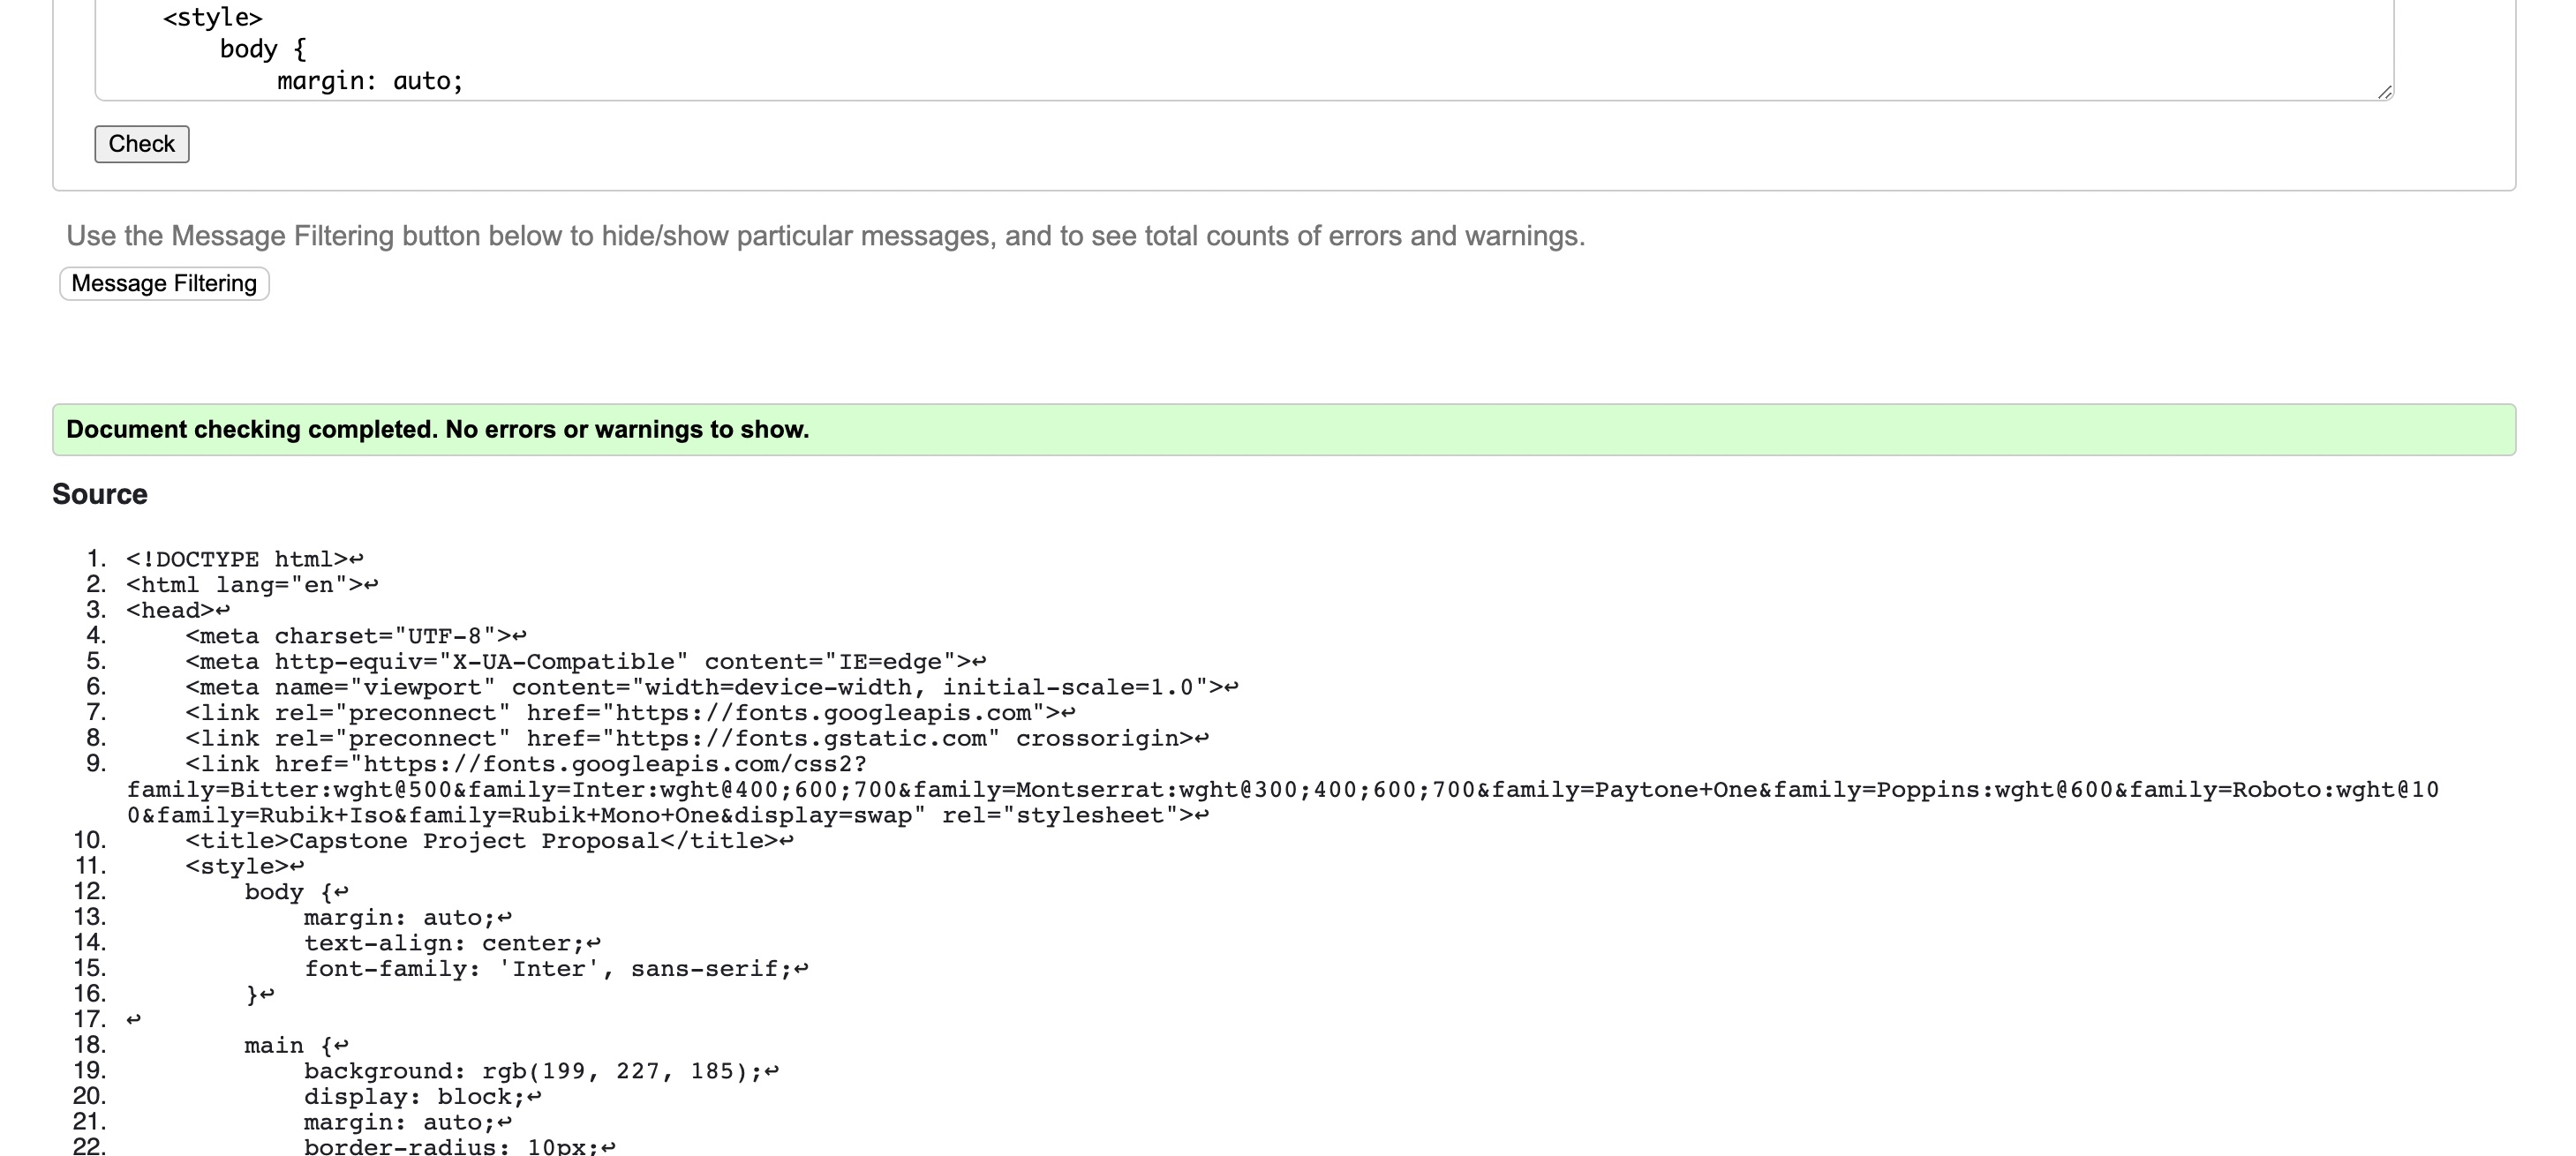 <style>
body {
margin: auto;
Check
Use the Message Filtering button below to hide/show particular messages, and to see total counts of errors and warnings.
Message Filtering
Document checking completed. No errors or warnings to show.
Source
1. <!DOCTYPE html>↩
2. <html lang="en">↩
3. <head>↩
4. <meta charset="UTF-8">↩
5. <meta http-equiv="X-UA-Compatible" content="IE=edge">↩
6. <meta name="viewport" content="width=device-width, initial-scale=1.0">↩
7. <link rel="preconnect" href="https://fonts.googleapis.com">↩
8. <link rel="preconnect" href="https://fonts.gstatic.com" crossorigin>↩
9. <link href="https://fonts.googleapis.com/css2?
family=Bitter:wght@500&family=Inter:wght@400;600;700&family=Montserrat:wght@300;400;600;700&family=Paytone+One&family=Poppins:wght@600&family=Roboto:wght@10
0&family=Rubik+Iso&family=Rubik+Mono+One&display=swap" rel="stylesheet">↩
10. <title>Capstone Project Proposal</title>↩
11. <style>↩
12. body {↩
13. margin: auto;↩
14. text-align: center;↩
15. font-family: 'Inter', sans-serif;↩
16. }↩
17. ↩
18. main {↩
19. background: rgb(199, 227, 185);↩
20. display: block;↩
21. margin: auto;↩
22. border-radius: 10px;↩